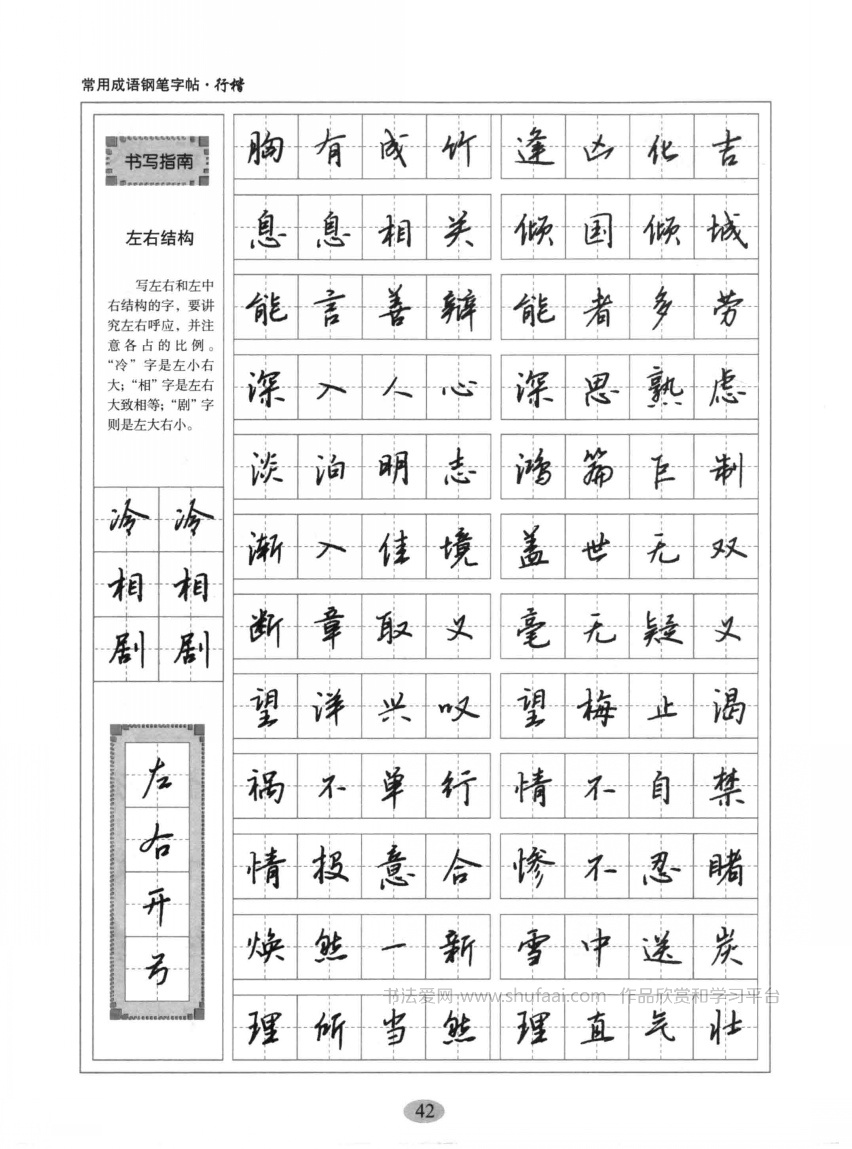 常用成语钢笔字帖·行楷
书写指南
左右结构
写左右和左中
右结构的字，要讲
究左右呼应，并注
意各占的比例。
“冷”字是左小右
大；“相”字是左右
大致相等；“剧”字
则是左大右小。
冷冷
相相
剧剧
左右开弓
胸有成竹 逢凶化吉
息息相关 倾国倾城
能言善辩 能者多劳
深入人心 深思熟虑
淡泊明志 鸿篇巨制
渐入佳境 盖世无双
断章取义 毫无疑义
望洋兴叹 望梅止渴
祸不单行 情不自禁
情投意合 惨不忍睹
焕然一新 雪中送炭
书法爱网 www.shufaai.com 作品欣赏和学习平台
理所当然 理直气壮
42